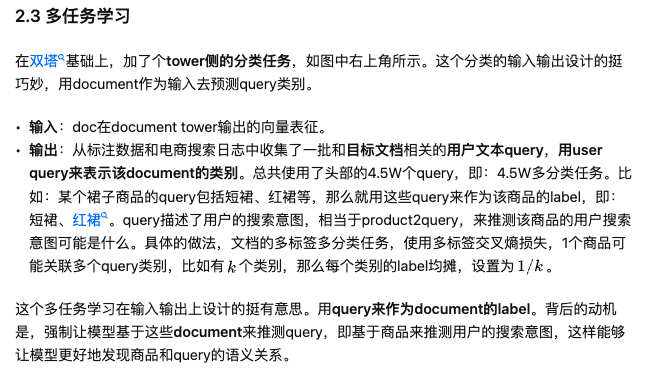 2.3 多任务学习
在双塔基础上，加了个tower侧的分类任务，如图中右上角所示。这个分类的输入输出设计的挺
巧妙，用document作为输入去预测query类别。
• 输入：doc在document tower输出的向量表征。
• 输出：从标注数据和电商搜索日志中收集了一批和目标文档相关的用户文本query，用user
query来表示该document的类别。总共使用了头部的4.5W个query，即：4.5W多分类任务。比
如：某个裙子商品的query包括短裙、红裙等，那么就用这些query来作为该商品的label，即：
短裙、红裙。query描述了用户的搜索意图，相当于product2query，来推测该商品的用户搜索
意图可能是什么。具体的做法，文档的多标签多分类任务，使用多标签交叉熵损失，1个商品可
能关联多个query类别，比如有 k 个类别，那么每个类别的label均摊，设置为 1/k 。
这个多任务学习在输入输出上设计的挺有意思。用query来作为document的label。背后的动机
是，强制让模型基于这些document来推测query，即基于商品来推测用户的搜索意图，这样能够
让模型更好地发现商品和query的语义关系。